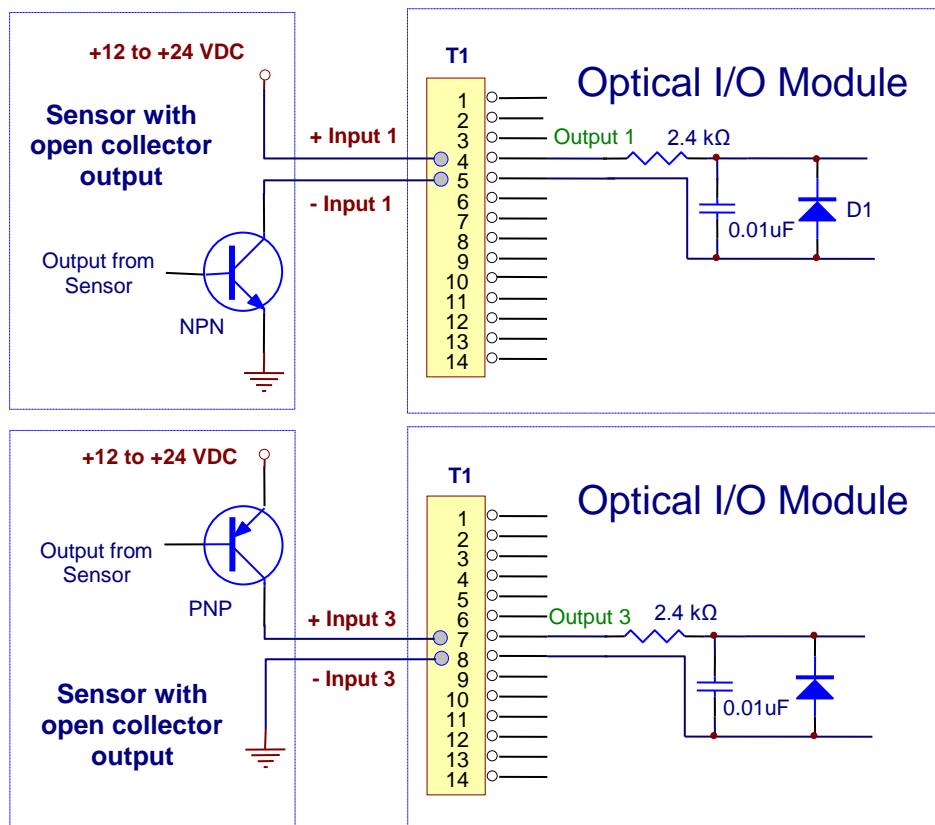 +12 to +24 VDC
Sensor with
open collector
output
+ Input 1
- Input 1
Output from
Sensor
NPN
T1
1
2
3
4
5
6
7
8
9
10
11
12
13
14
Optical I/O Module
Output 1
2.4 kΩ
0.01uF
D1
+12 to +24 VDC
Output from
Sensor
PNP
+ Input 3
- Input 3
Sensor with
open collector
output
T1
1
2
3
4
5
6
7
8
9
10
11
12
13
14
Optical I/O Module
Output 3
2.4 kΩ
0.01uF